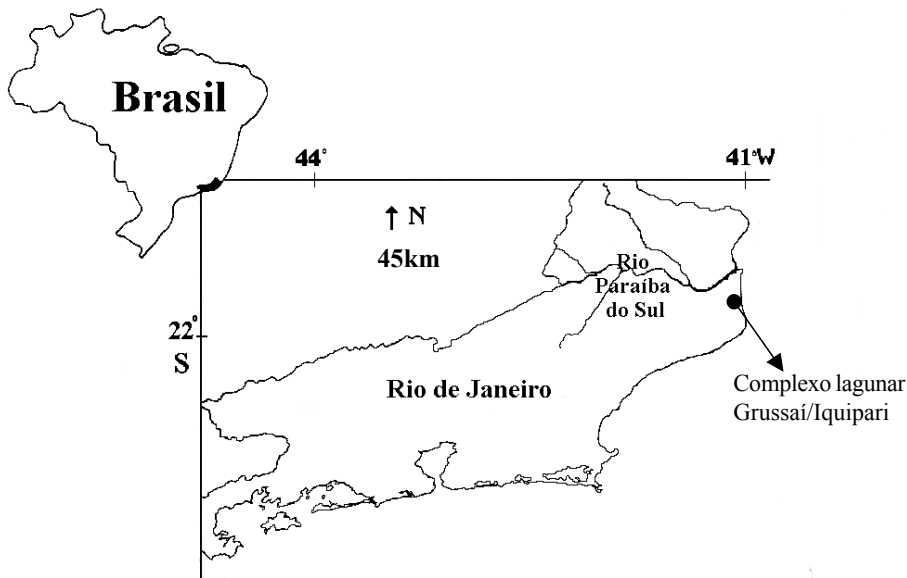 Brasil
44°
41°W
↑ N
45km
Rio
Paraíba
do Sul
22°
S
Rio de Janeiro
Complexo lagunar
Grussaí/Iquipari